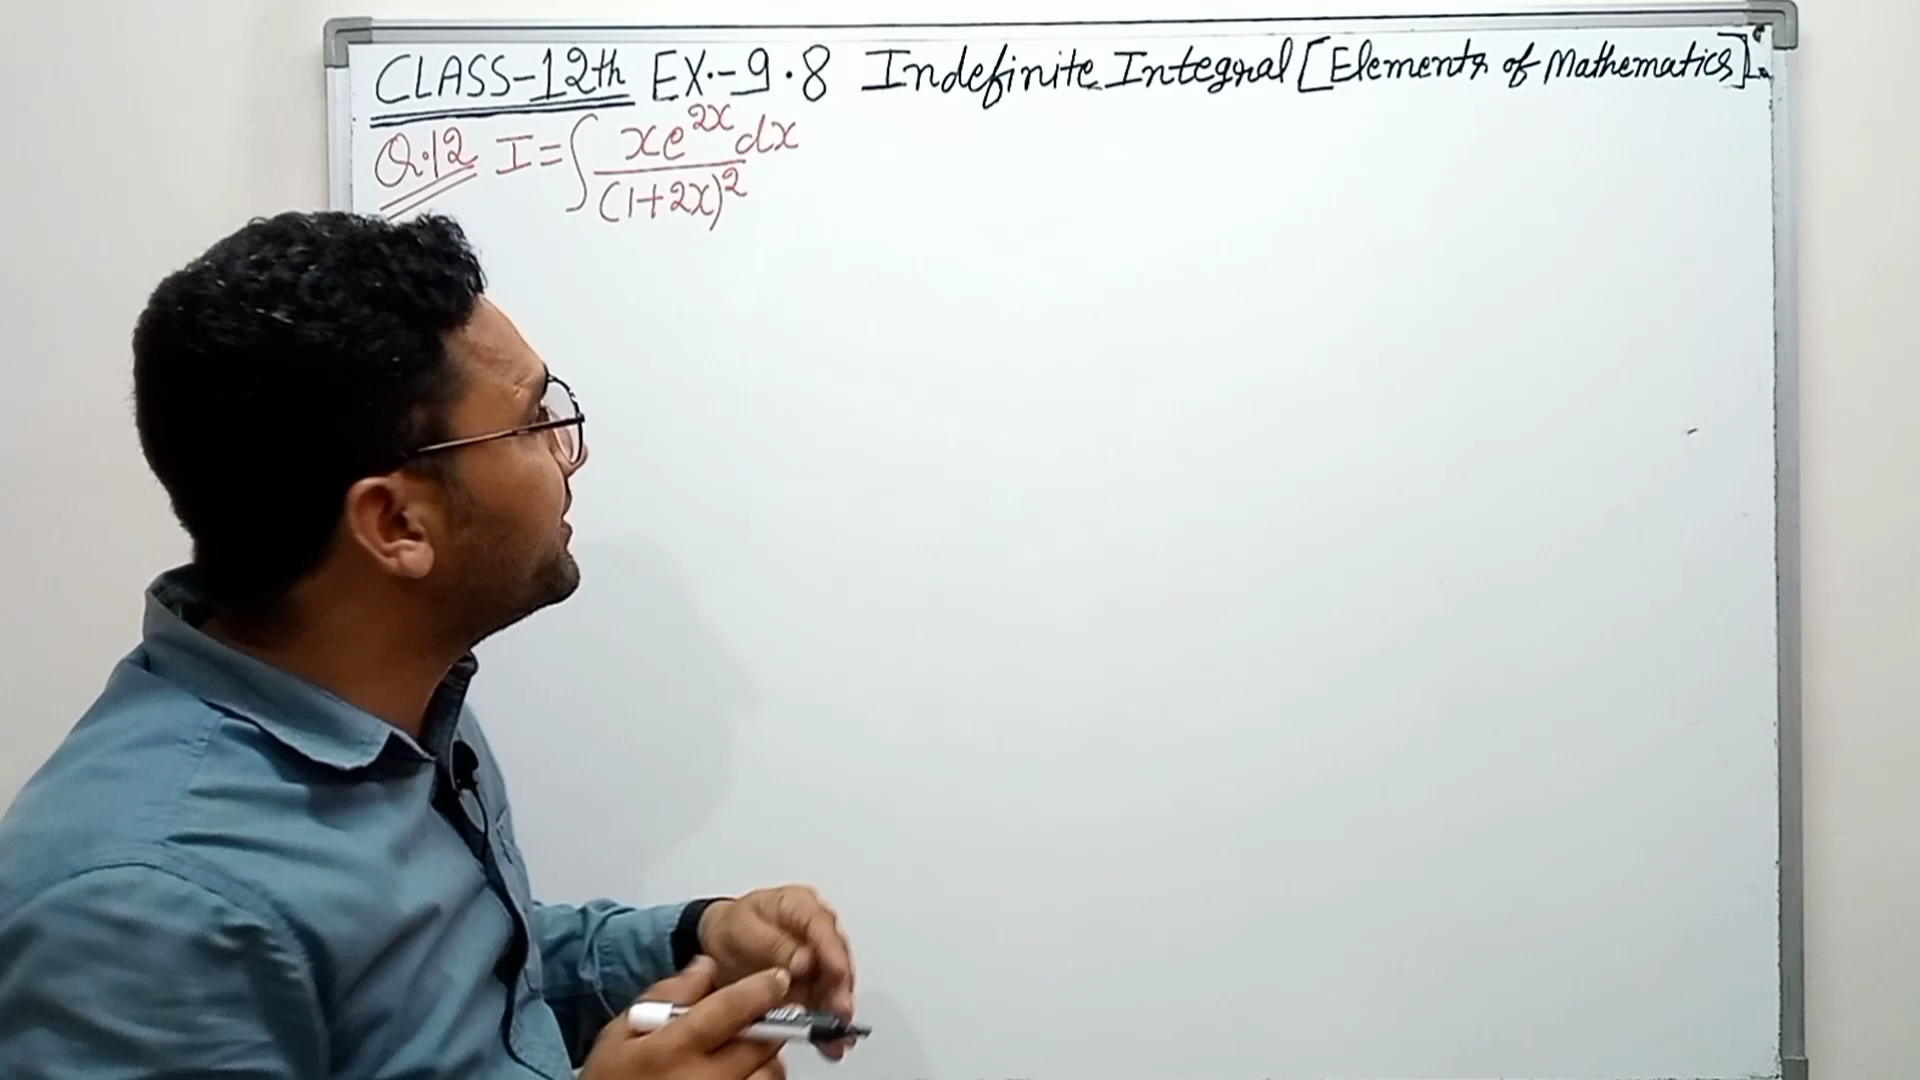 CLASS-12th EX.-9.8 Indefinite Integral [Elements of Mathematics].
Q.12 I=∫ xe^{2x}dx / (1+2x)^2